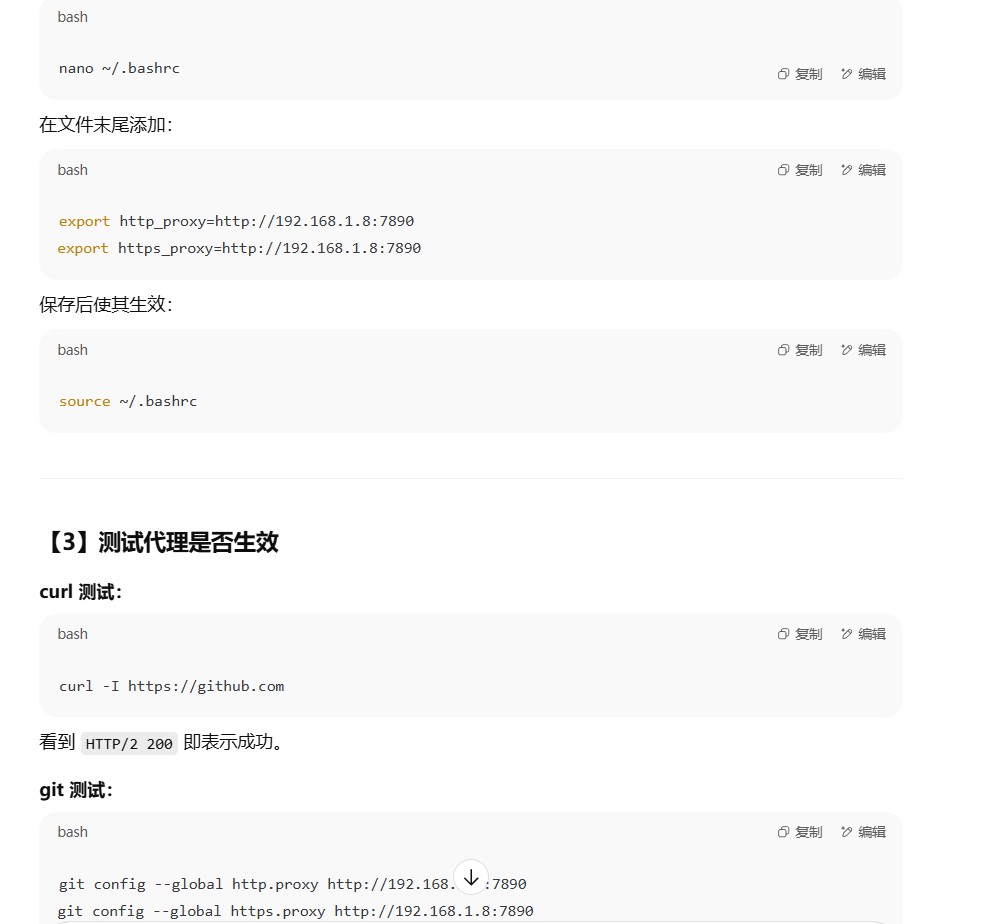 bash
nano ~/.bashrc
复制 编辑
在文件末尾添加：
bash
复制 编辑
export http_proxy=http://192.168.1.8:7890
export https_proxy=http://192.168.1.8:7890
保存后使其生效：
bash
复制 编辑
source ~/.bashrc
【3】测试代理是否生效
curl 测试：
bash
复制 编辑
curl -I https://github.com
看到 HTTP/2 200 即表示成功。
git 测试：
bash
复制 编辑
git config --global http.proxy http://192.168. :7890
git config --global https.proxy http://192.168.1.8:7890